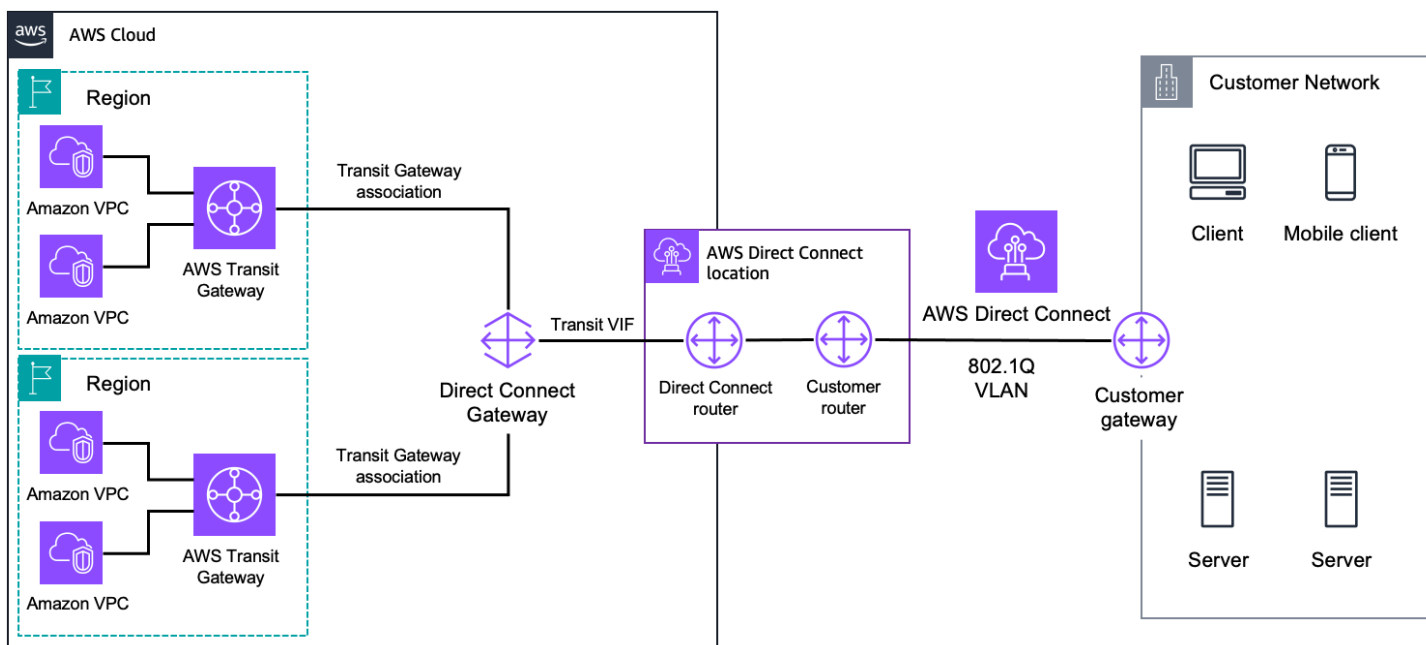 aws
AWS Cloud
Region
Amazon VPC
Amazon VPC
AWS Transit
Gateway
Transit Gateway
association
Region
Amazon VPC
Amazon VPC
AWS Transit
Gateway
Transit Gateway
association
Direct Connect
Gateway
Transit VIF
AWS Direct Connect
location
Direct Connect
router
Customer
router
AWS Direct Connect
802.1Q
VLAN
Customer
gateway
Customer Network
Client
Mobile client
Server
Server